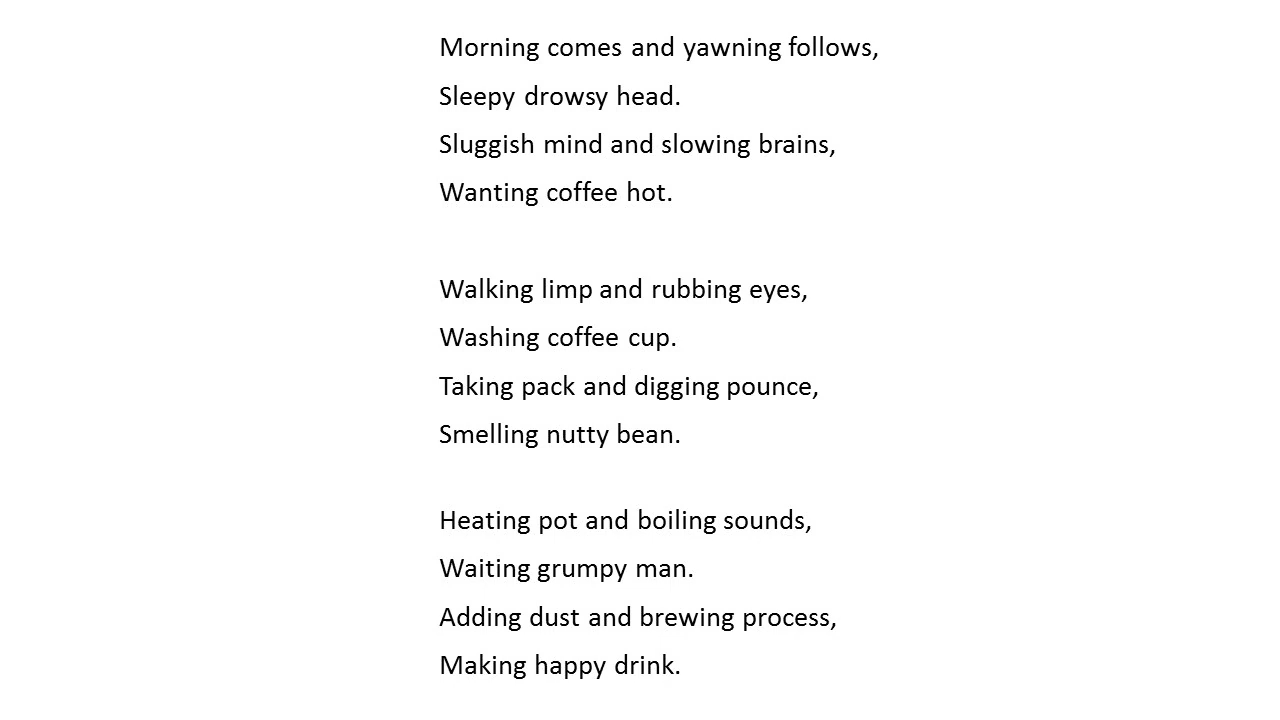 Morning comes and yawning follows,
Sleepy drowsy head.
Sluggish mind and slowing brains,
Wanting coffee hot.
Walking limp and rubbing eyes,
Washing coffee cup.
Taking pack and digging pounce,
Smelling nutty bean.
Heating pot and boiling sounds,
Waiting grumpy man.
Adding dust and brewing process,
Making happy drink.